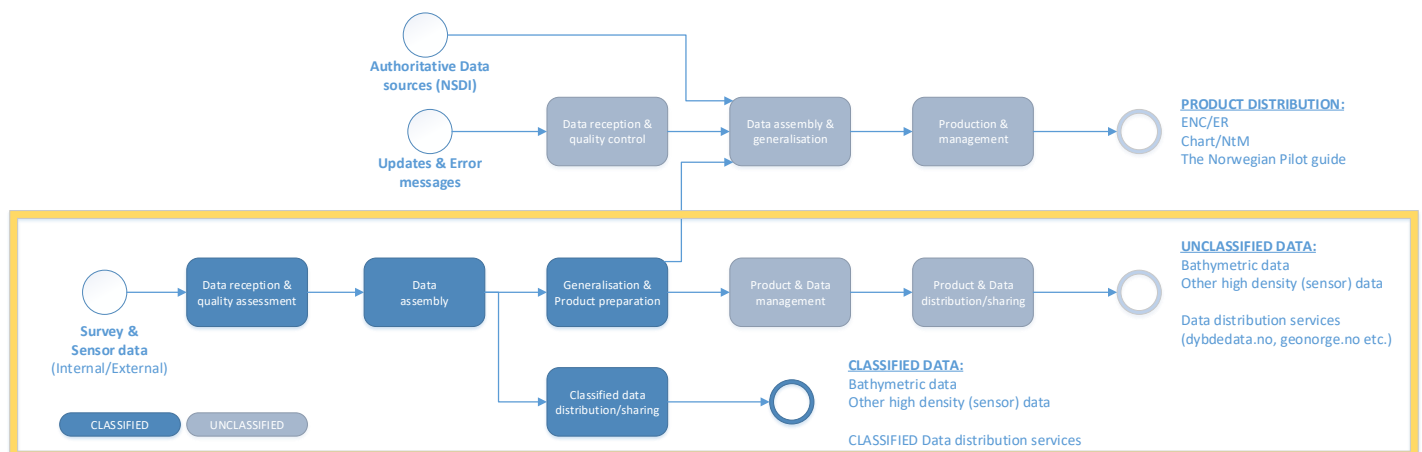 Authoritative Data
sources (NSDI)
Updates & Error
messages
Data reception &
quality control
Data assembly &
generalisation
Production &
management
PRODUCT DISTRIBUTION:
ENC/ER
Chart/NtM
The Norwegian Pilot guide
Survey &
Sensor data
(Internal/External)
Data reception &
quality assessment
Data
assembly
Generalisation &
Product preparation
Product & Data
management
Product & Data
distribution/sharing
UNCLASSIFIED DATA:
Bathymetric data
Other high density (sensor) data
Data distribution services
(dybdedata.no, geonorge.no etc.)
Classified data
distribution/sharing
CLASSIFIED DATA:
Bathymetric data
Other high density (sensor) data
CLASSIFIED Data distribution services
CLASSIFIED
UNCLASSIFIED